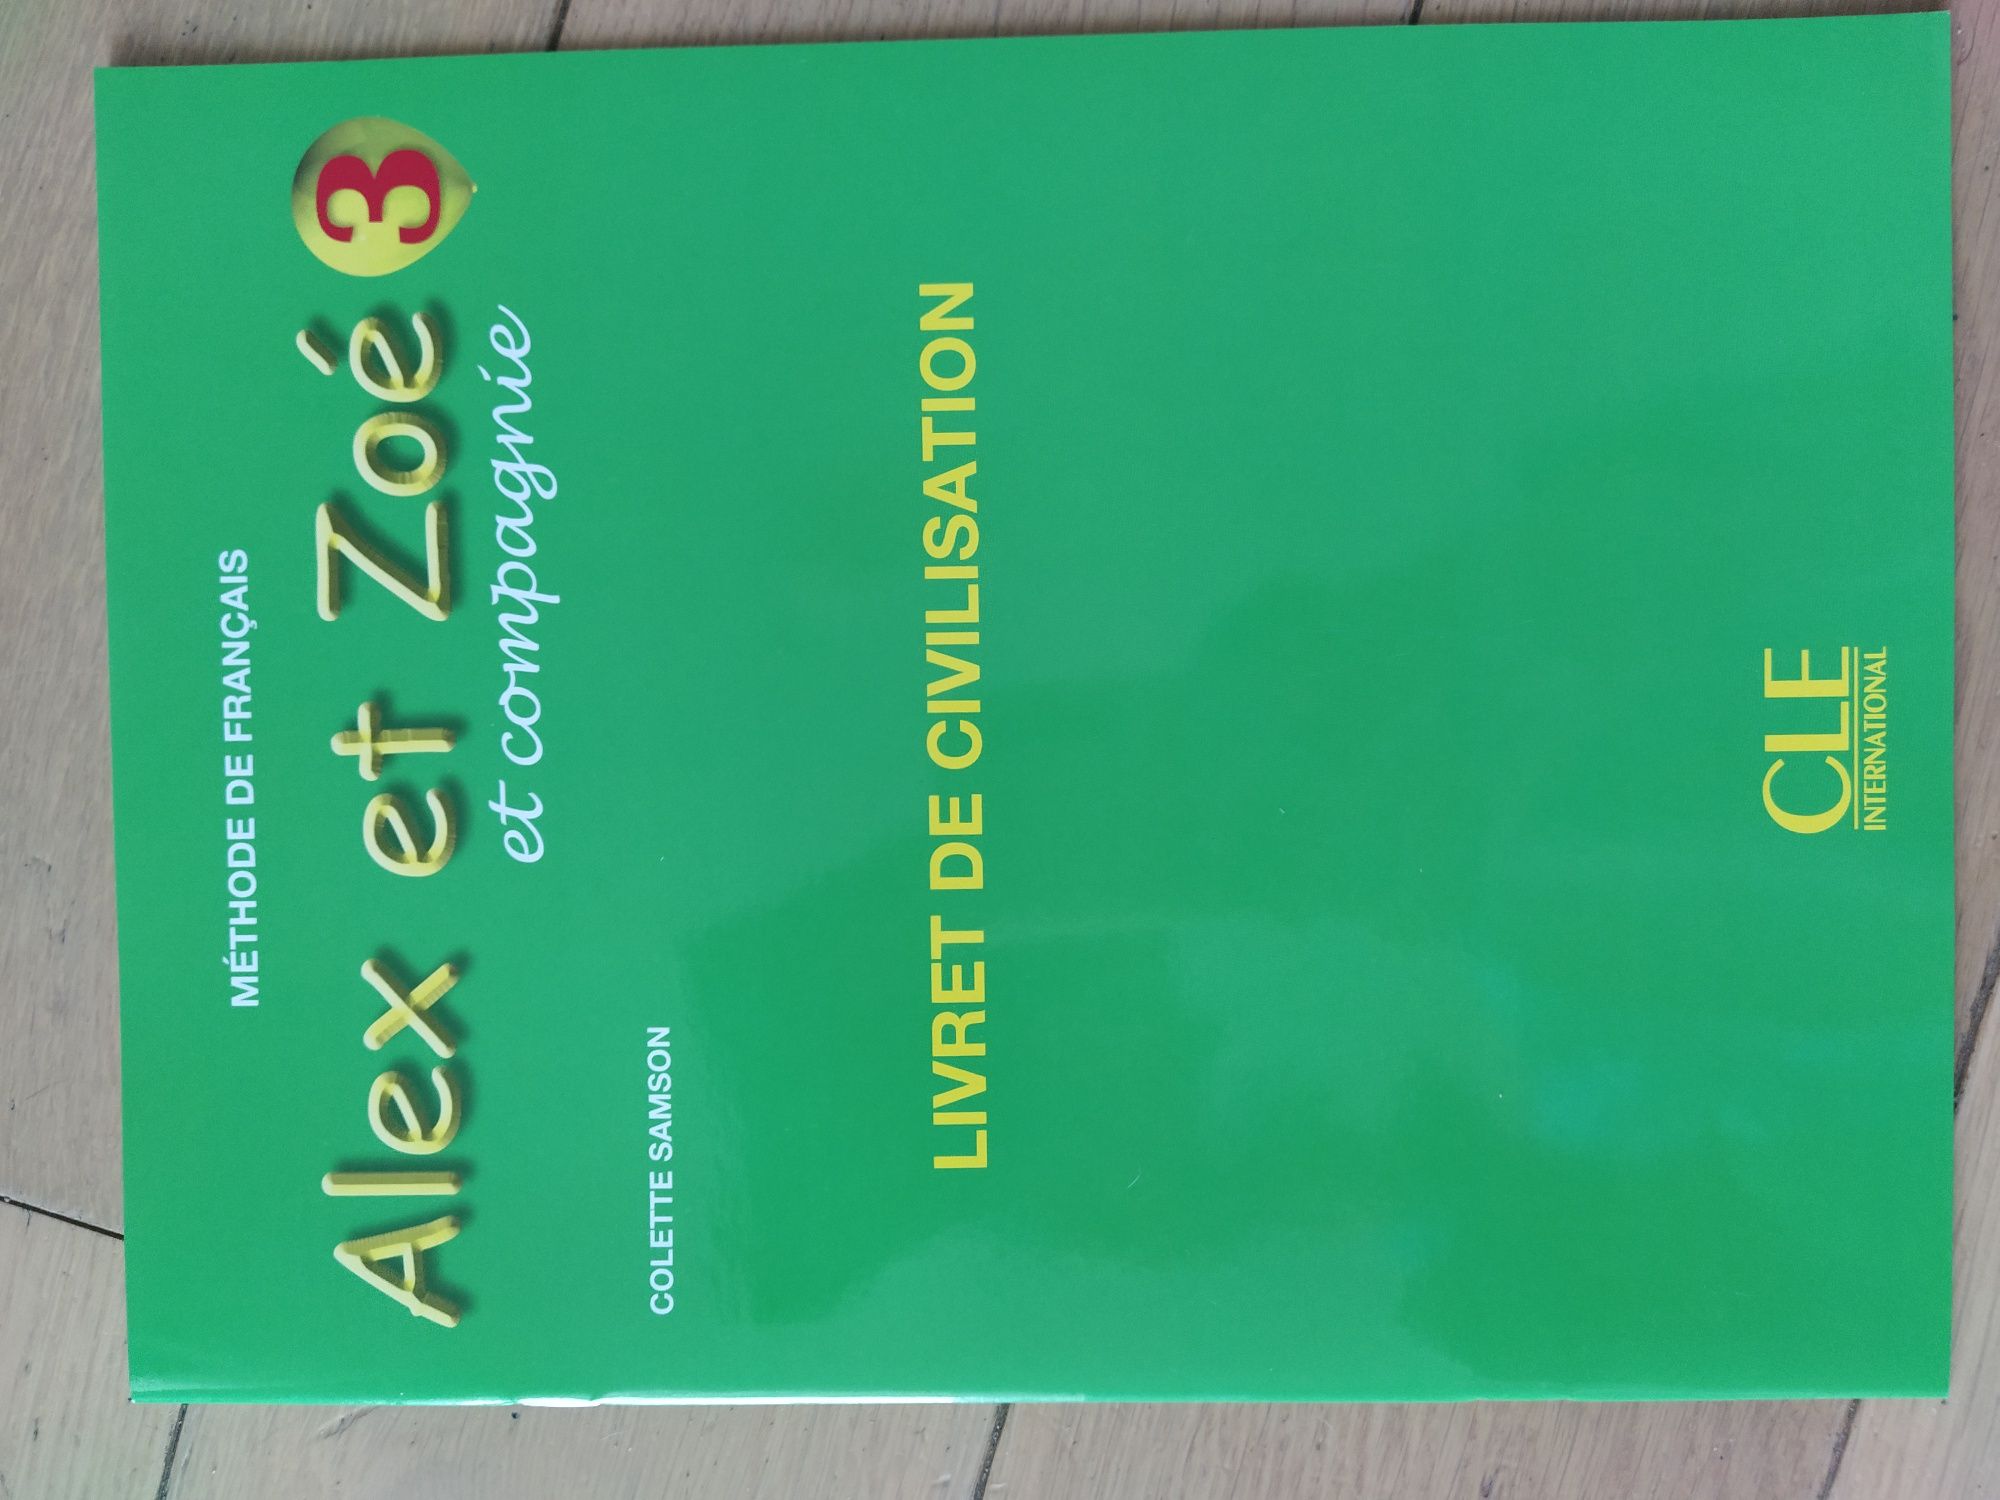 MÉTHODE DE FRANÇAIS
Alex et Zoé 3
et compagnie
COLETTE SAMSON
LIVRET DE CIVILISATION
CLE
INTERNATIONAL